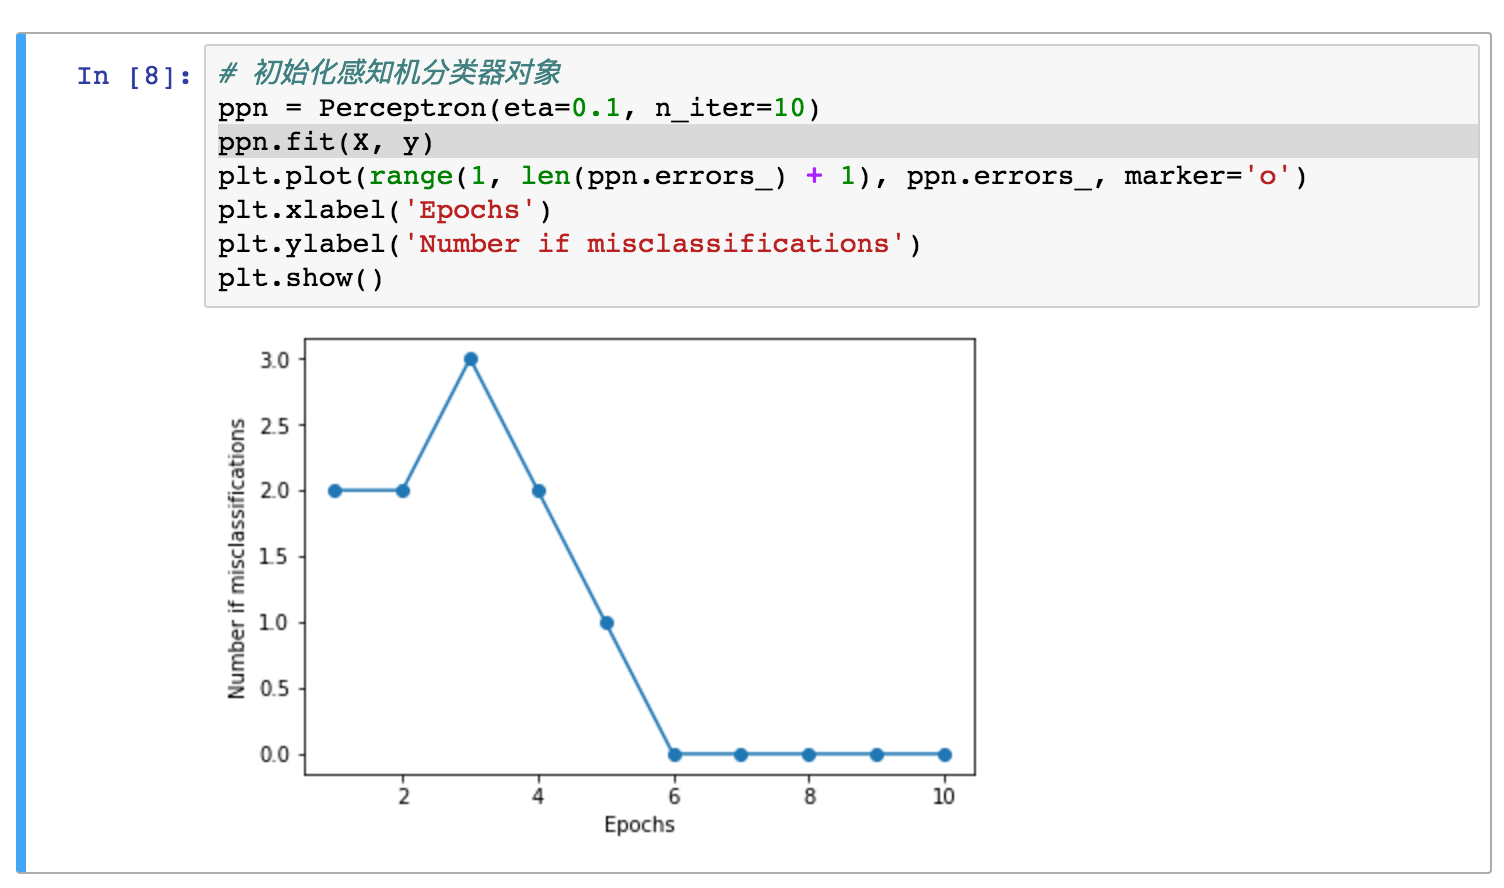 In [8]:
# 初始化感知机分类器对象
ppn = Perceptron(eta=0.1, n_iter=10)
ppn.fit(X, y)
plt.plot(range(1, len(ppn.errors_) + 1), ppn.errors_, marker='o')
plt.xlabel('Epochs')
plt.ylabel('Number if misclassifications')
plt.show()
Number if misclassifications
3.0
2.5
2.0
1.5
1.0
0.5
0.0
2 4 6 8 10
Epochs